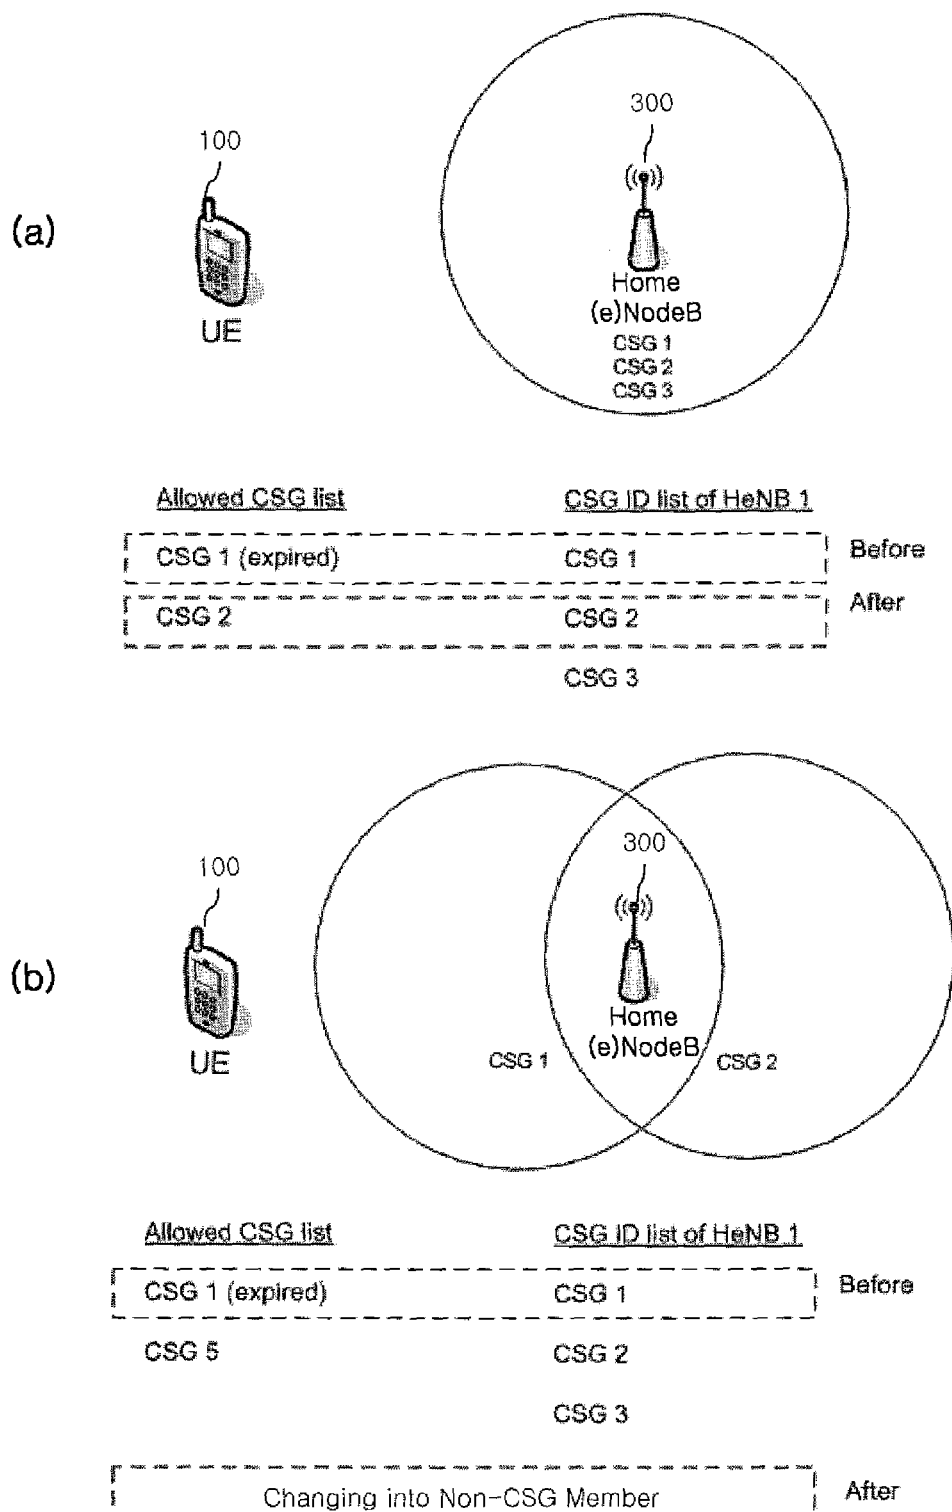 300
100
(a)
UE
Home
(e)NodeB
CSG 1
CSG 2
CSG 3
Allowed CSG list CSG ID list of HeNB 1
CSG 1 (expired) CSG 1 Before
CSG 2 CSG 2 After
CSG 3
300
100
(b)
UE
Home
(e)NodeB
CSG 1 CSG 2
Allowed CSG list CSG ID list of HeNB 1
CSG 1 (expired) CSG 1 Before
CSG 5 CSG 2
CSG 3
Changing into Non-CSG Member After